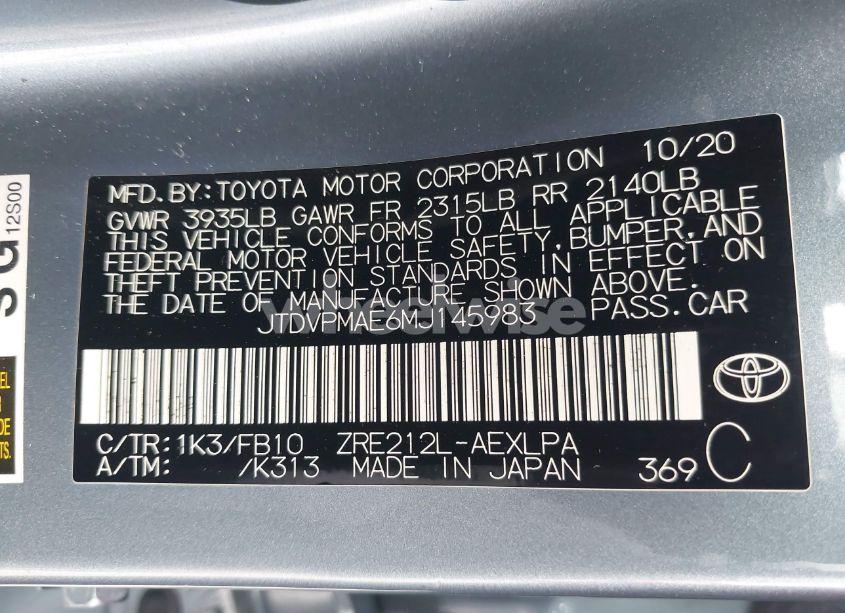 MFD. BY: TOYOTA MOTOR CORPORATION 10/20
GVWR 3935LB GAWR FR 2315LB RR 2140LB
THIS VEHICLE CONFORMS TO ALL APPLICABLE
FEDERAL MOTOR VEHICLE SAFETY, BUMPER, AND
THEFT PREVENTION STANDARDS IN EFFECT ON
THE DATE OF MANUFACTURE SHOWN ABOVE.
JTDVPMAE6MJ145983 PASS. CAR
wheelwise
C/TR: 1K3/FB10 ZRE212L-AEXLPA
A/TM: /K313 MADE IN JAPAN 369 C
12S00